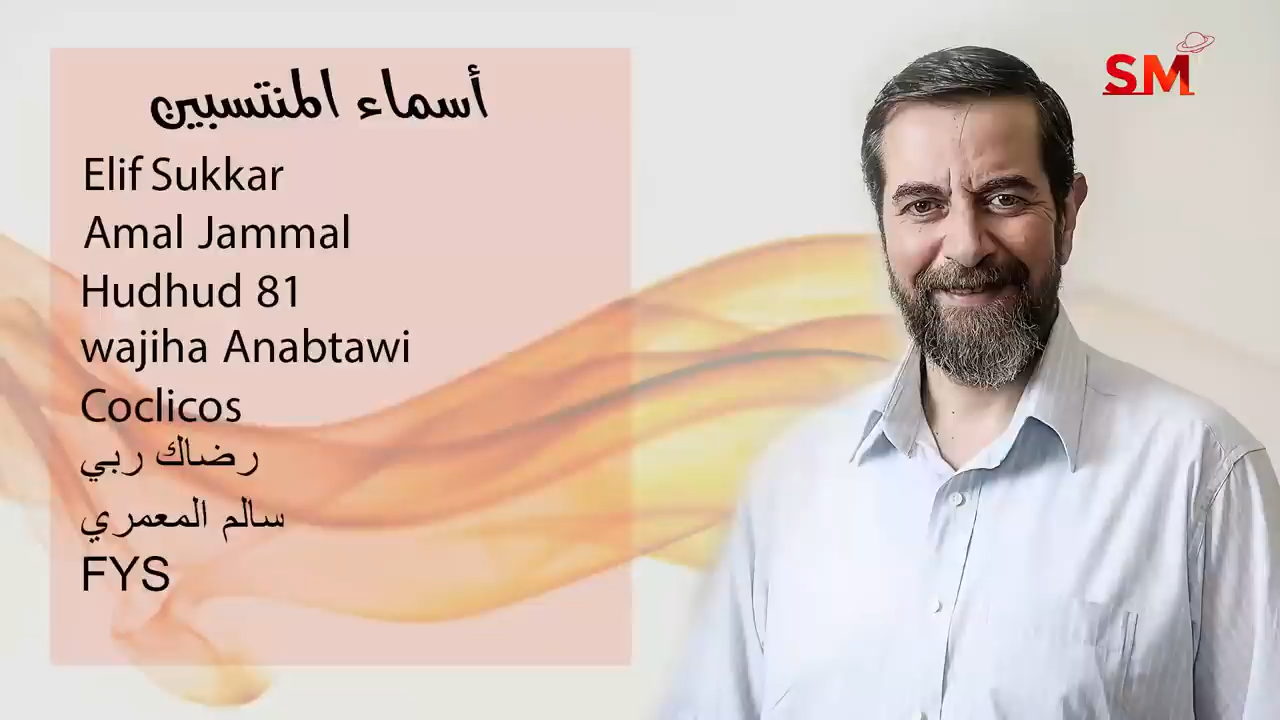 أسماء المنتسبين
Elif Sukkar
Amal Jammal
Hudhud 81
wajiha Anabtawi
Coclicos
رضاك ربي
سالم المعمري
FYS
SM